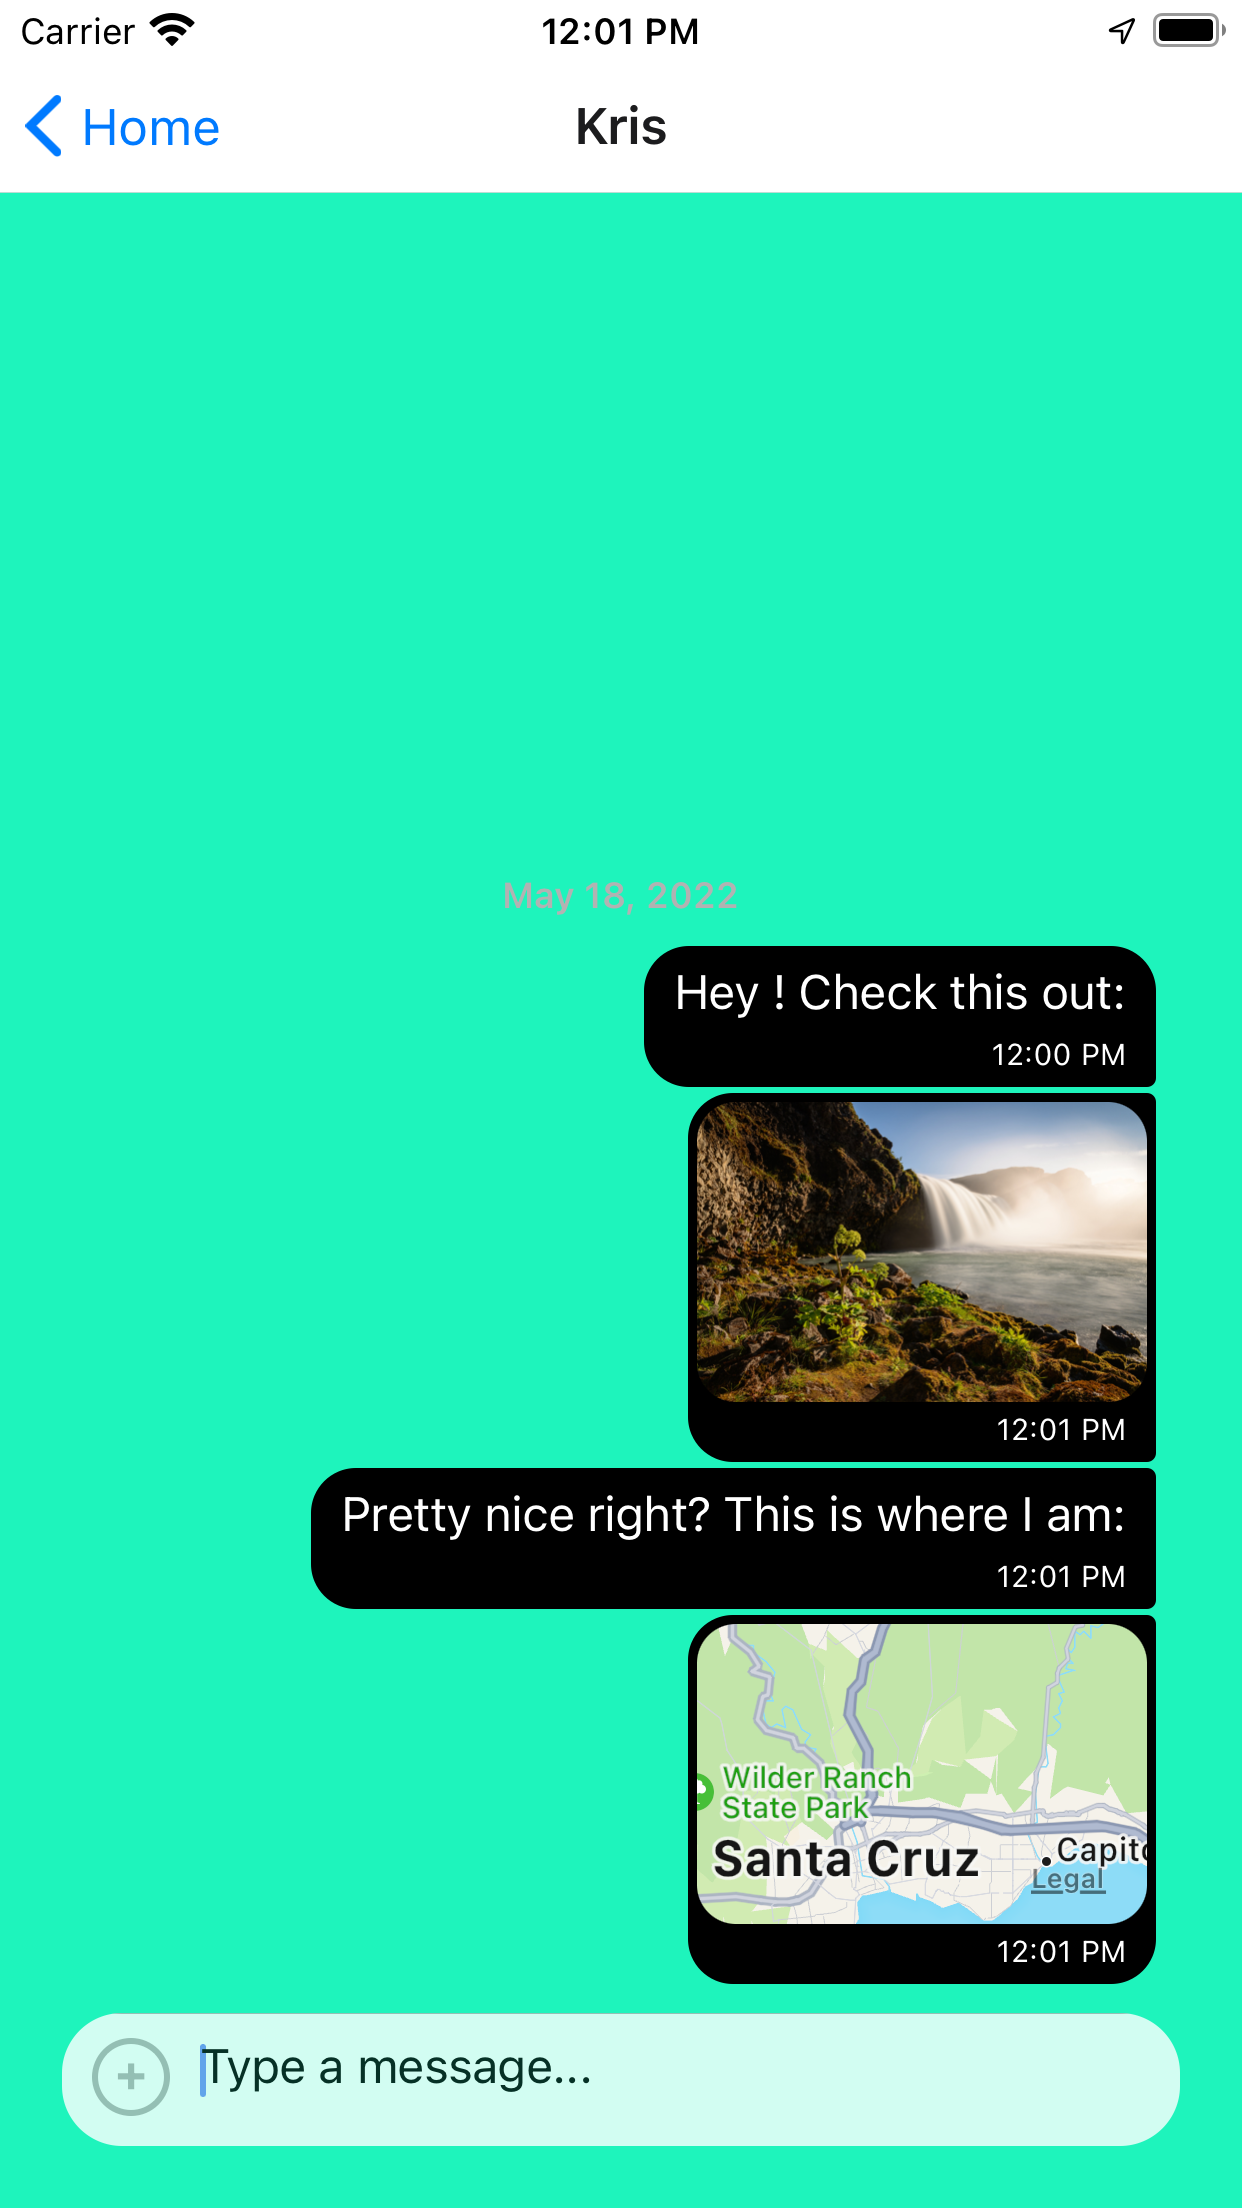 Carrier 12:01 PM
Home Kris
May 18, 2022
Hey ! Check this out:
12:00 PM
12:01 PM
Pretty nice right? This is where I am:
12:01 PM
Wilder Ranch
State Park
Santa Cruz
Capito
Legal
12:01 PM
Type a message...